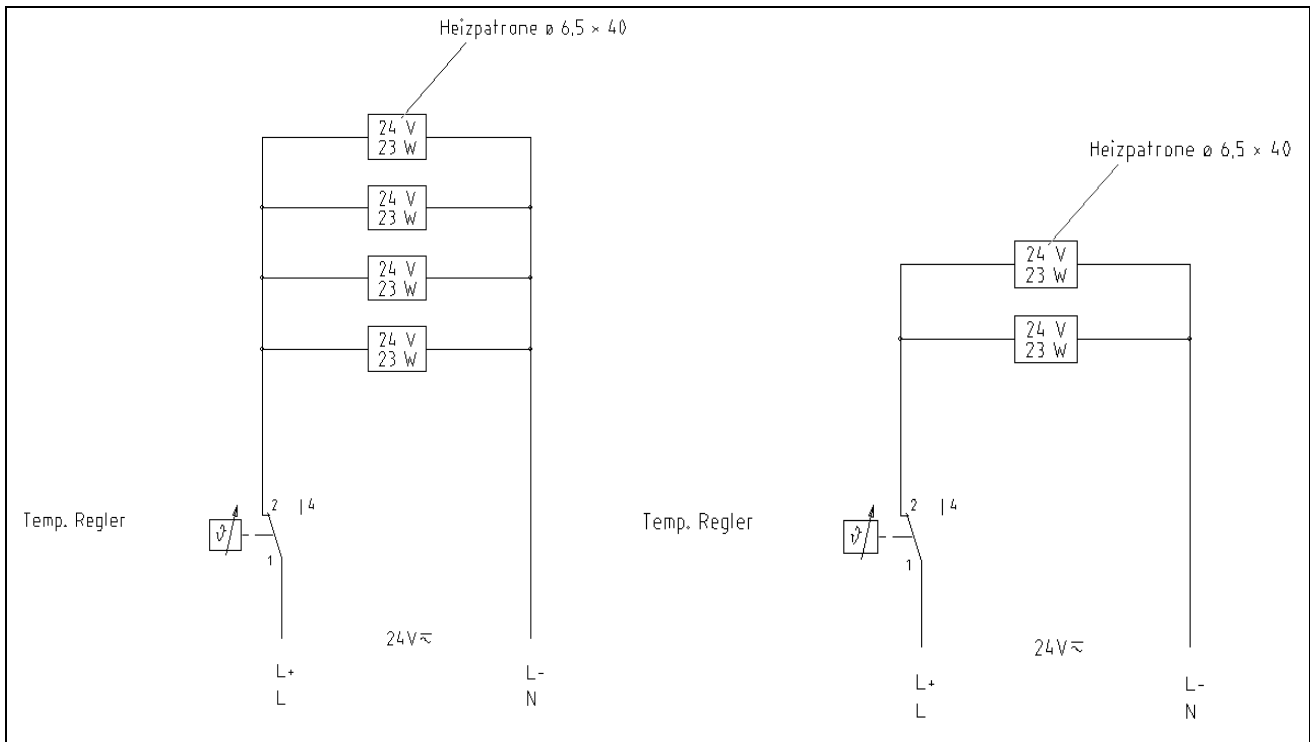 Heizpatrone ø 6,5 × 40
24 V
23 W
24 V
23 W
24 V
23 W
24 V
23 W
2 | 4
Temp. Regler
ϑ
1
24V≂
L+
L
L-
N
Heizpatrone ø 6,5 × 40
24 V
23 W
24 V
23 W
2 | 4
Temp. Regler
ϑ
1
24V≂
L+
L
L-
N